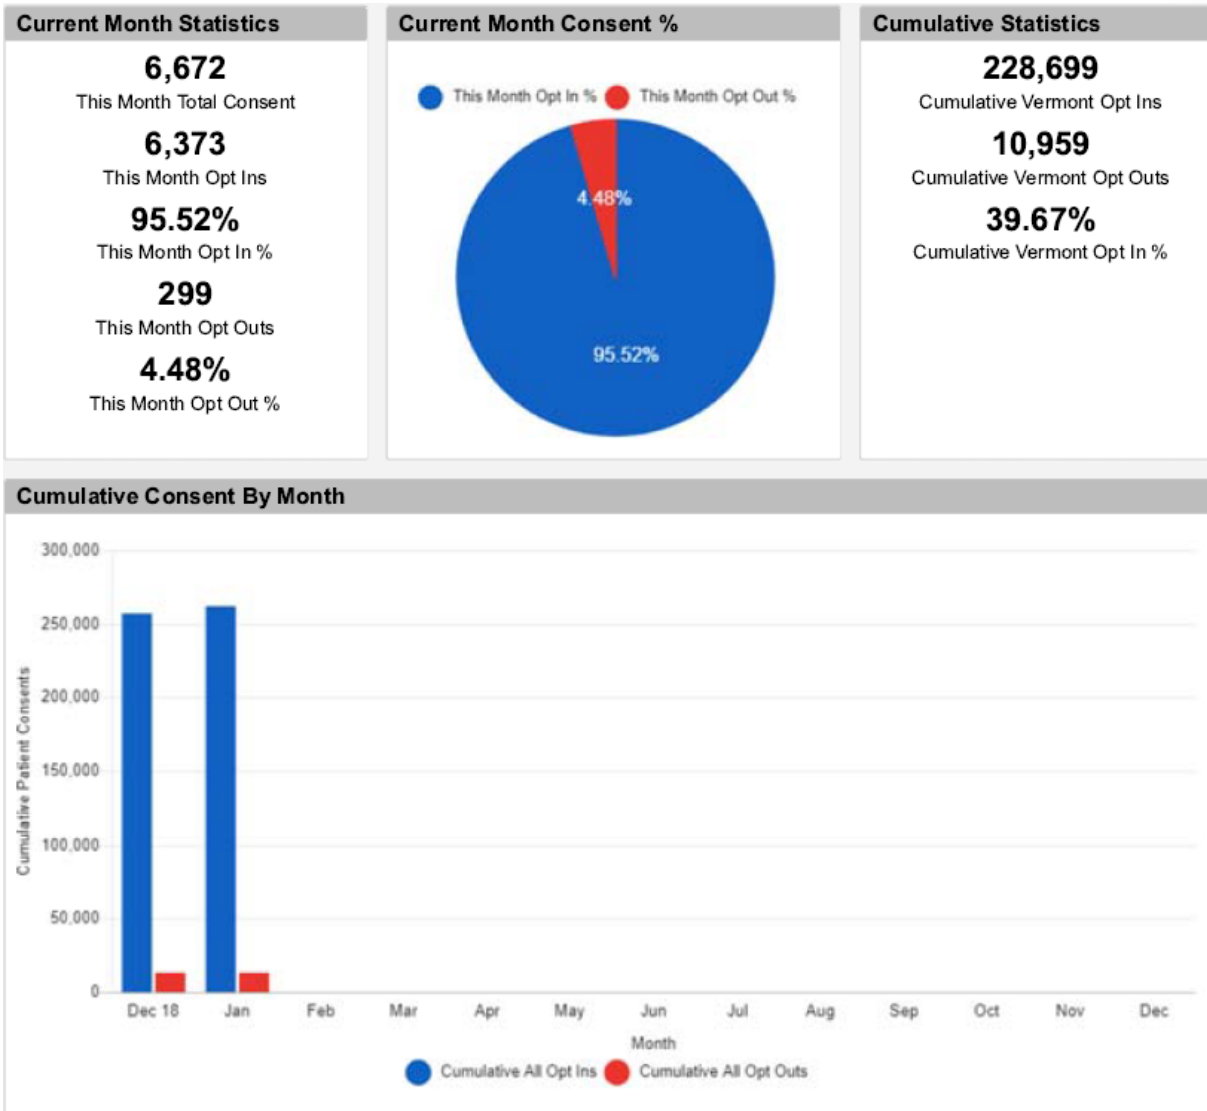 Current Month Statistics
6,672
This Month Total Consent
6,373
This Month Opt Ins
95.52%
This Month Opt In %
299
This Month Opt Outs
4.48%
This Month Opt Out %
Current Month Consent %
This Month Opt In % This Month Opt Out %
4.48%
95.52%
Cumulative Statistics
228,699
Cumulative Vermont Opt Ins
10,959
Cumulative Vermont Opt Outs
39.67%
Cumulative Vermont Opt In %
Cumulative Consent By Month
Cumulative Patient Consents
300,000
250,000
200,000
150,000
100,000
50,000
0
Dec 18 Jan Feb Mar Apr May Jun Jul Aug Sep Oct Nov Dec
Month
Cumulative All Opt Ins Cumulative All Opt Outs